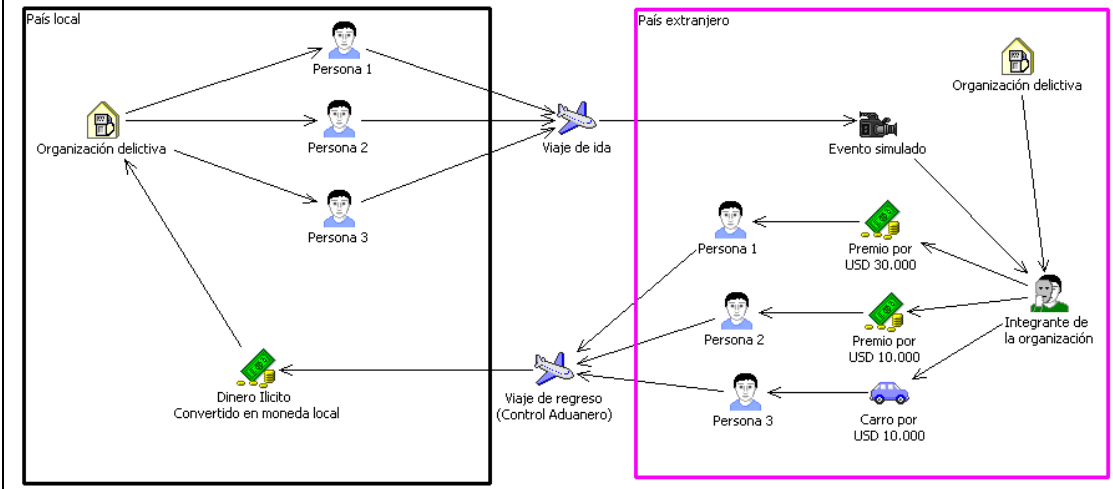 País local
Persona 1
Organización delictiva
Persona 2
Persona 3
Dinero Ilicito
Convertido en moneda local
Viaje de ida
Viaje de regreso
(Control Aduanero)
País extranjero
Organización delictiva
Evento simulado
Persona 1
Premio por
USD 30.000
Persona 2
Premio por
USD 10.000
Integrante de
la organización
Persona 3
Carro por
USD 10.000